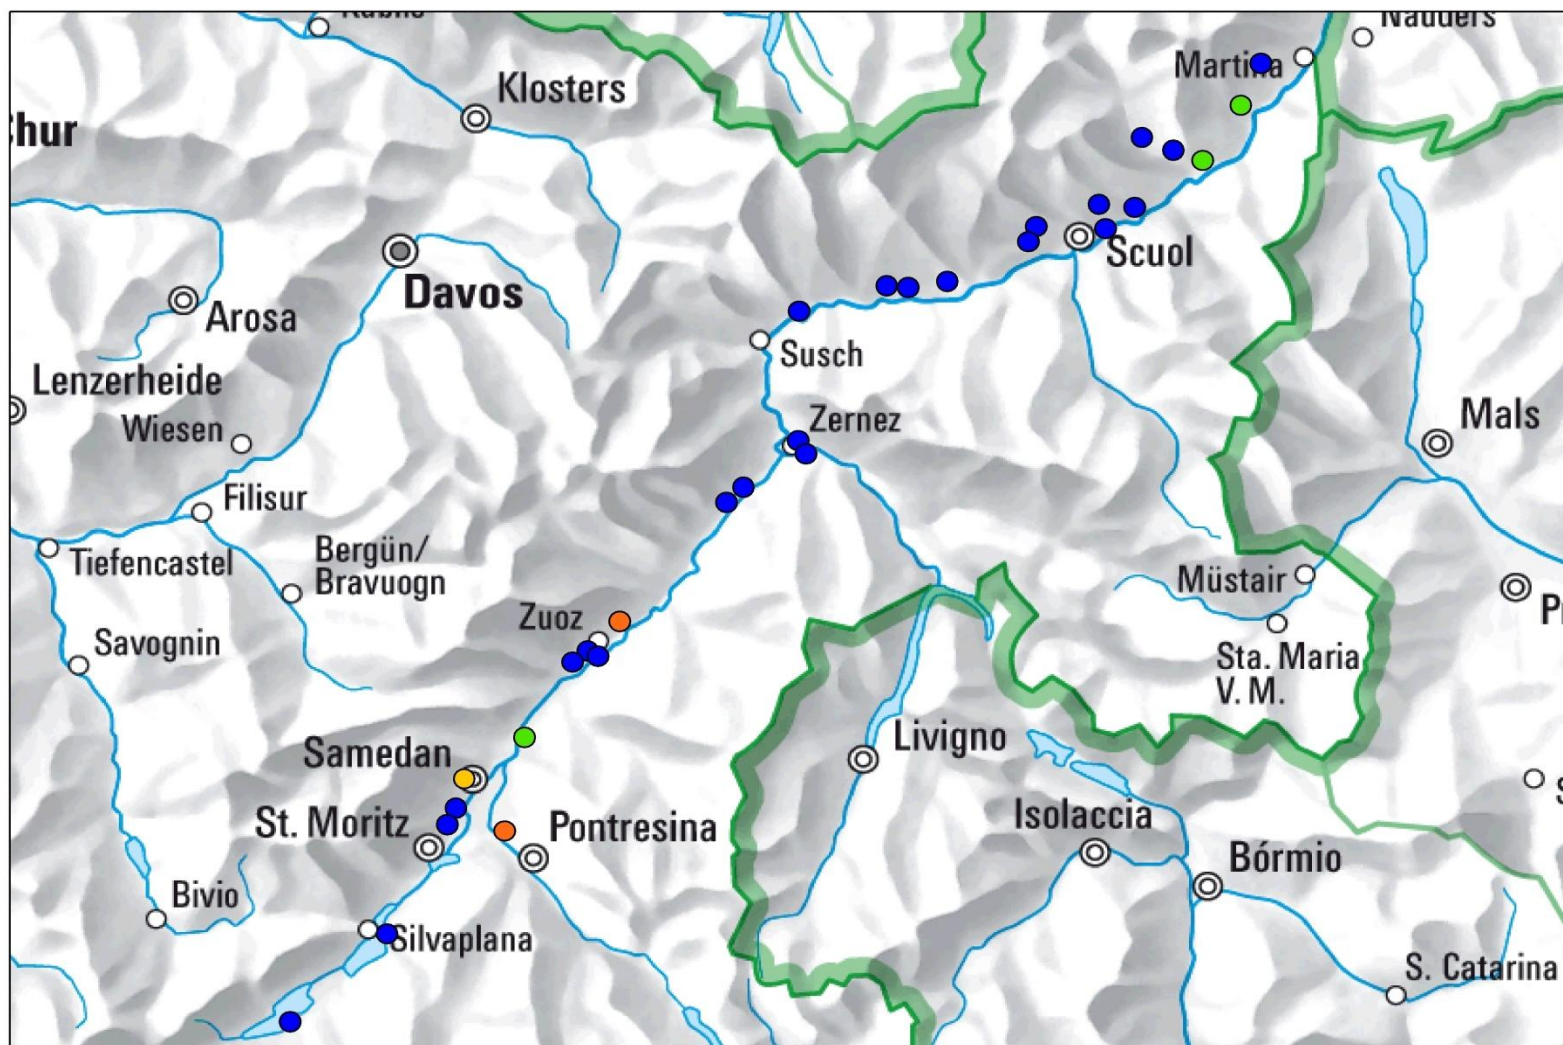 Nauders
Martina
Klosters
Scuol
Davos
Arosa
Susch
Lenzerheide
Wiesen
Zernez
Mals
Filisur
Tiefencastel
Bergün/
Bravuogn
Müstair
Zuoz
Savognin
Sta. Maria
V. M.
Samedan
Livigno
St. Moritz
Pontresina
Isolaccia
Bórmio
Bivio
Silvaplana
S. Catarina